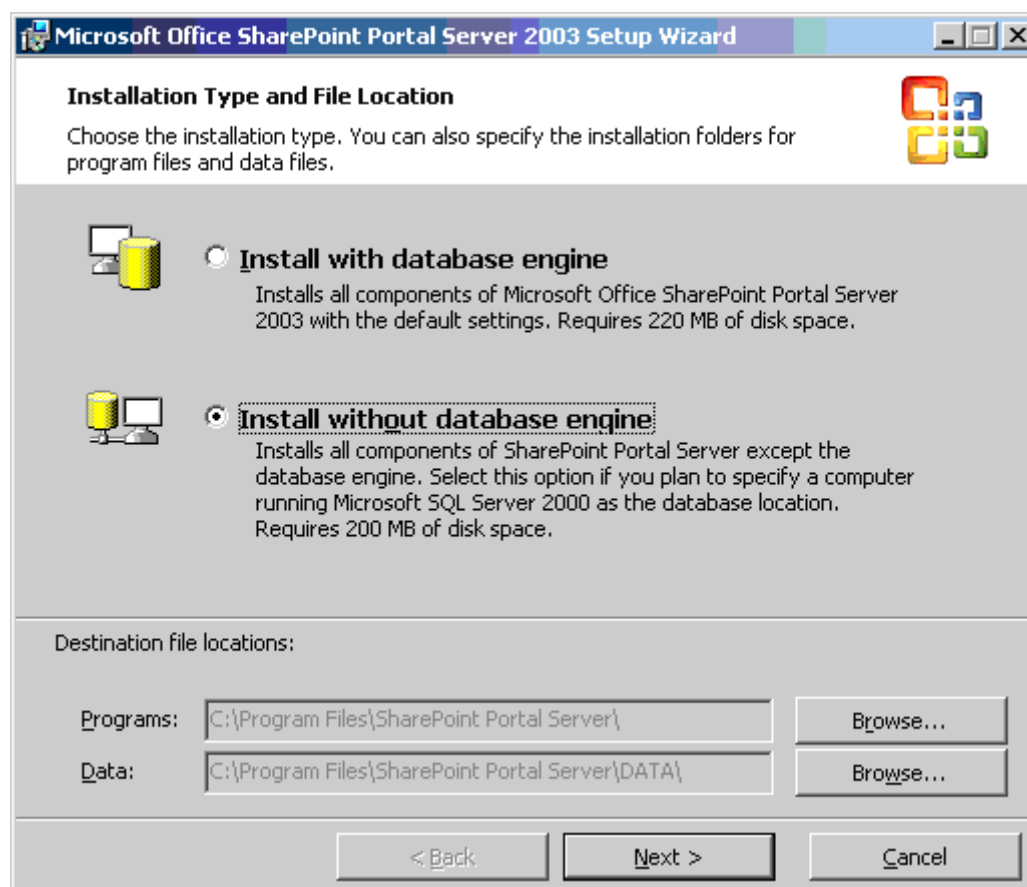 Microsoft Office SharePoint Portal Server 2003 Setup Wizard
Installation Type and File Location
Choose the installation type. You can also specify the installation folders for
program files and data files.
Install with database engine
Installs all components of Microsoft Office SharePoint Portal Server
2003 with the default settings. Requires 220 MB of disk space.
Install without database engine
Installs all components of SharePoint Portal Server except the
database engine. Select this option if you plan to specify a computer
running Microsoft SQL Server 2000 as the database location.
Requires 200 MB of disk space.
Destination file locations:
Programs: C:\Program Files\SharePoint Portal Server\ Browse...
Data: C:\Program Files\SharePoint Portal Server\DATA\ Browse...
< Back Next > Cancel